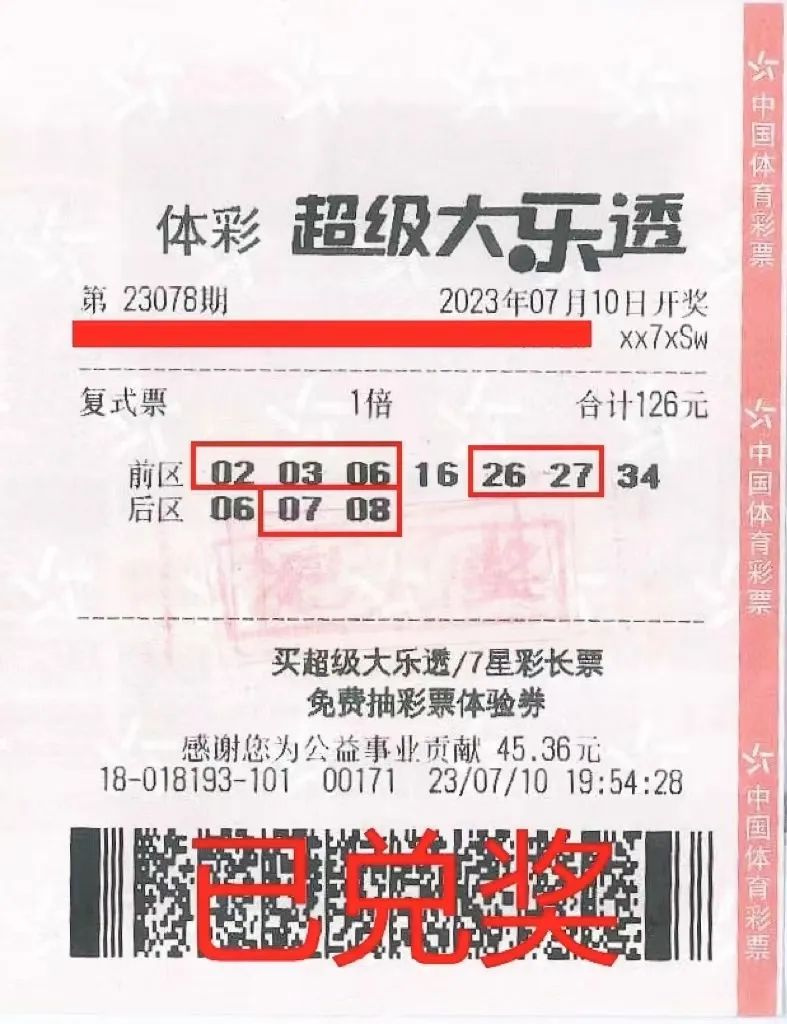 体彩 超级大乐透
第 23078期 2023年07月10日开奖
xx7xSw
复式票 1倍 合计126元
前区 02 03 06 16 26 27 34
后区 06 07 08
买超级大乐透/7星彩长票
免费抽彩票体验券
感谢您为公益事业贡献 45.36元
18-018193-101 00171 23/07/10 19:54:28
已兑奖
中国体育彩票
中国体育彩票
中国体育彩票